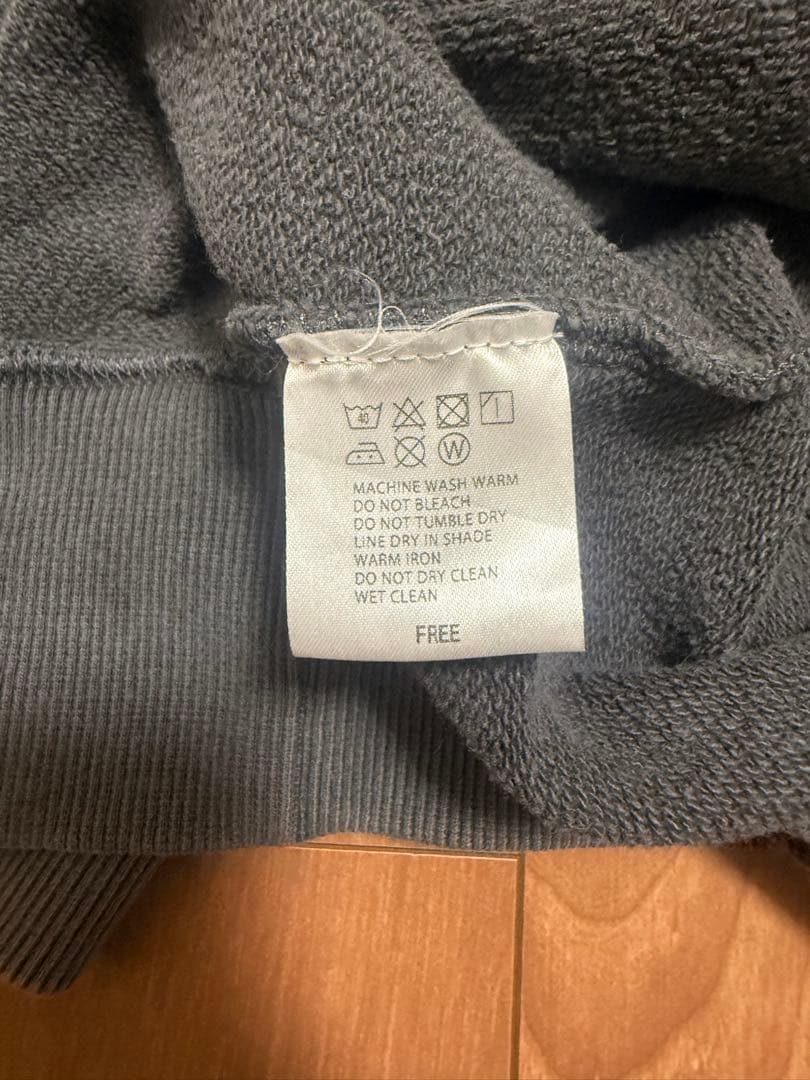 40
W
MACHINE WASH WARM
DO NOT BLEACH
DO NOT TUMBLE DRY
LINE DRY IN SHADE
WARM IRON
DO NOT DRY CLEAN
WET CLEAN
FREE